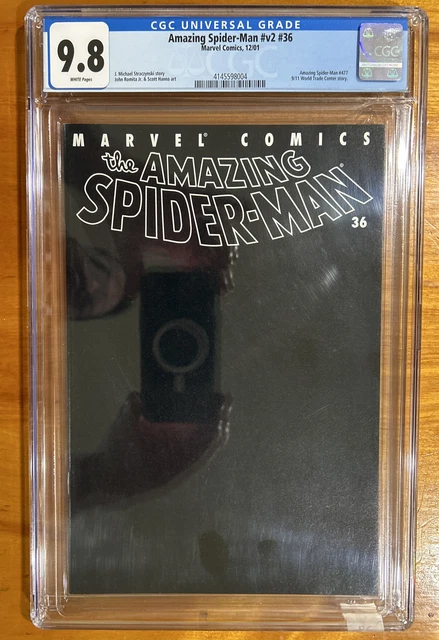 CGC UNIVERSAL GRADE
9.8
WHITE Pages
Amazing Spider-Man #v2 #36
Marvel Comics, 12/01
J. Michael Straczynski story
John Romita Jr. & Scott Hanna art
Amazing Spider-Man #477
9/11 World Trade Center story.
4145598004
CGC
MARVEL COMICS
the AMAZING
SPIDER-MAN
36